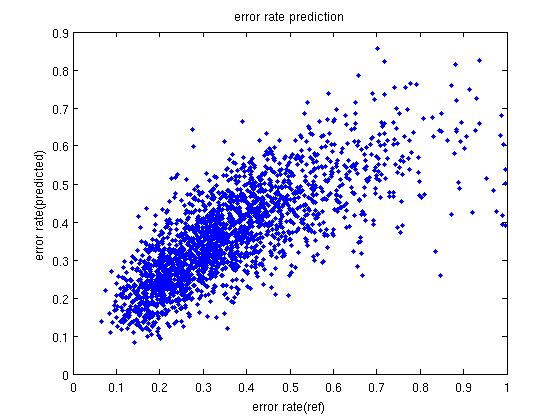 error rate prediction
0.9
0.8
0.7
0.6
0.5
0.4
0.3
0.2
0.1
0
error rate(predicted)
0 0.1 0.2 0.3 0.4 0.5 0.6 0.7 0.8 0.9 1
error rate(ref)